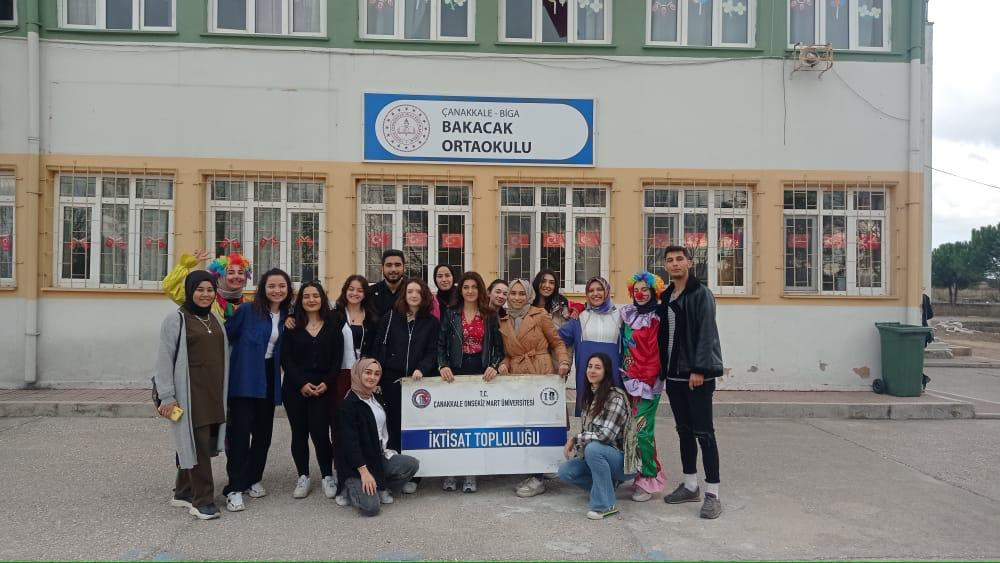 ÇANAKKALE - BİGA
BAKACAK
ORTAOKULU
T.C.
ÇANAKKALE ONSEKİZ MART ÜNİVERSİTESİ
İKTİSAT TOPLULUĞU